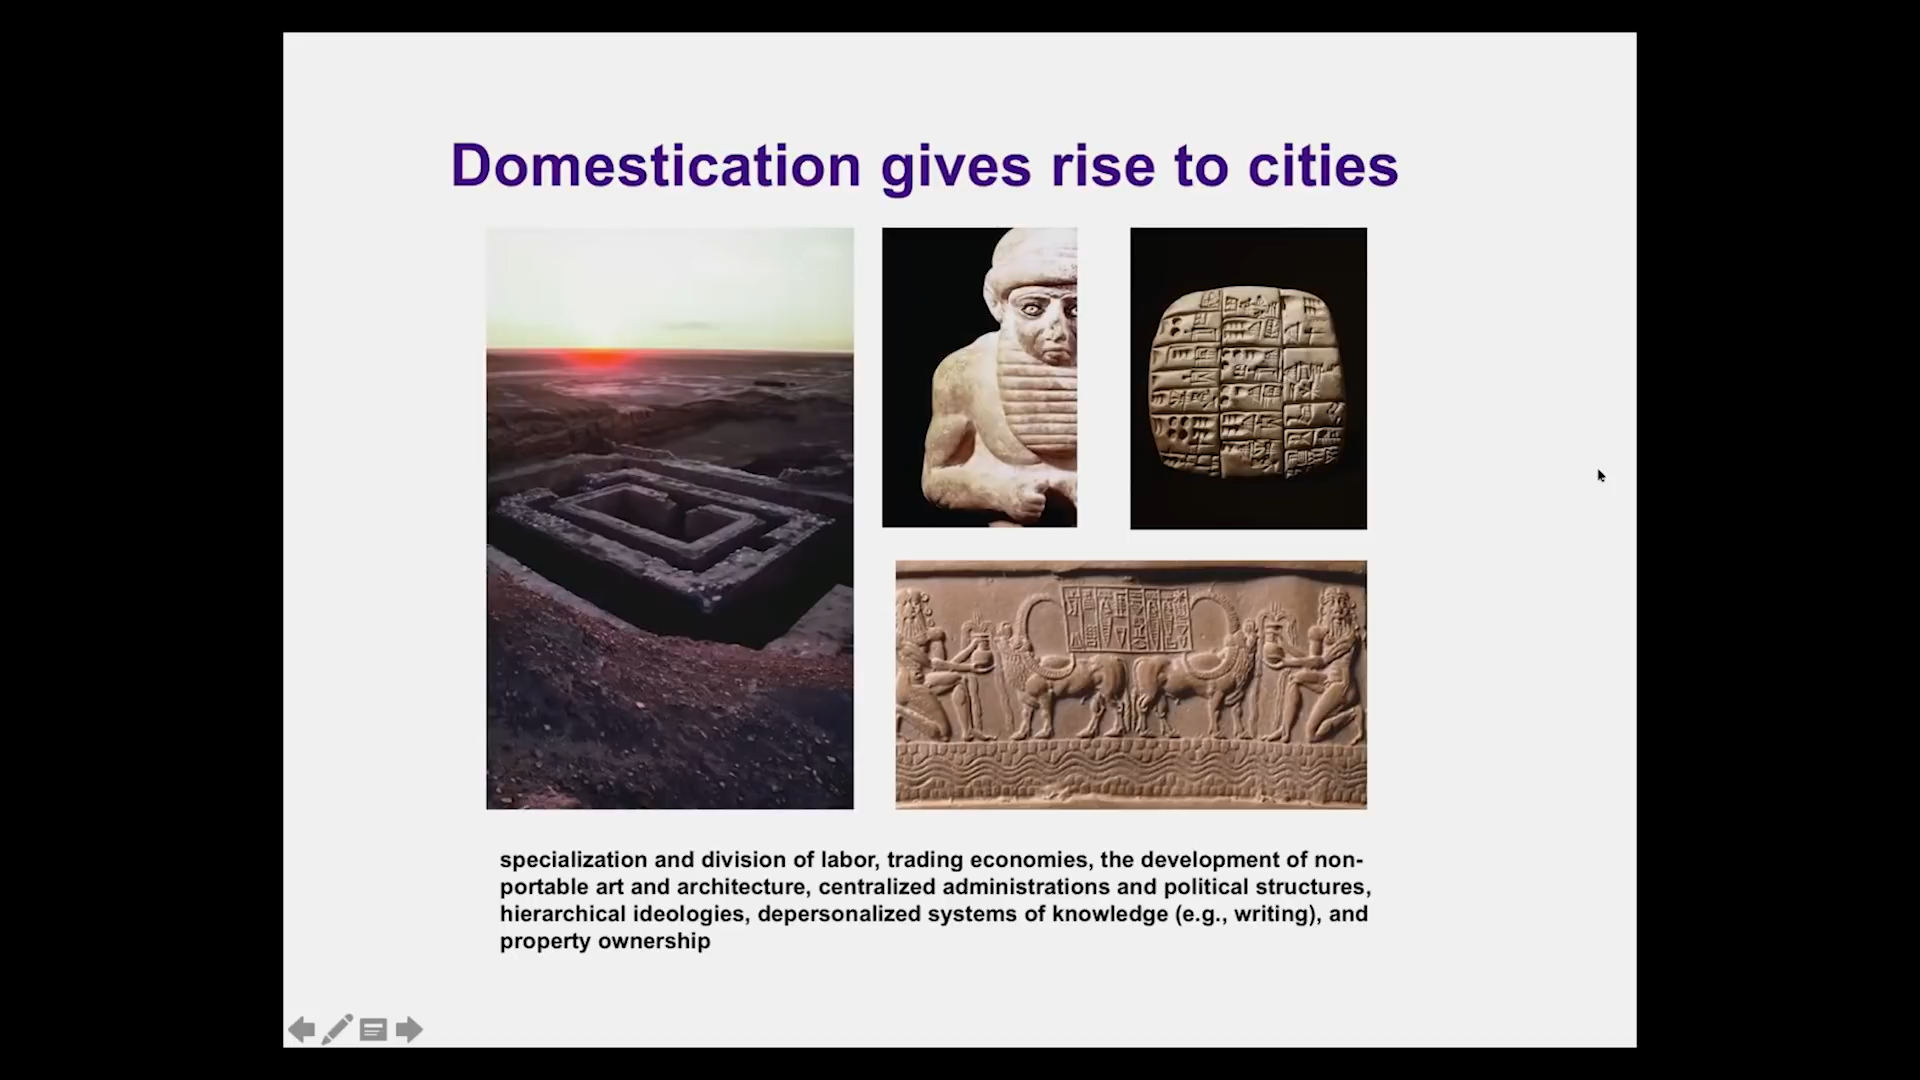 Domestication gives rise to cities
specialization and division of labor, trading economies, the development of non-
portable art and architecture, centralized administrations and political structures,
hierarchical ideologies, depersonalized systems of knowledge (e.g., writing), and
property ownership